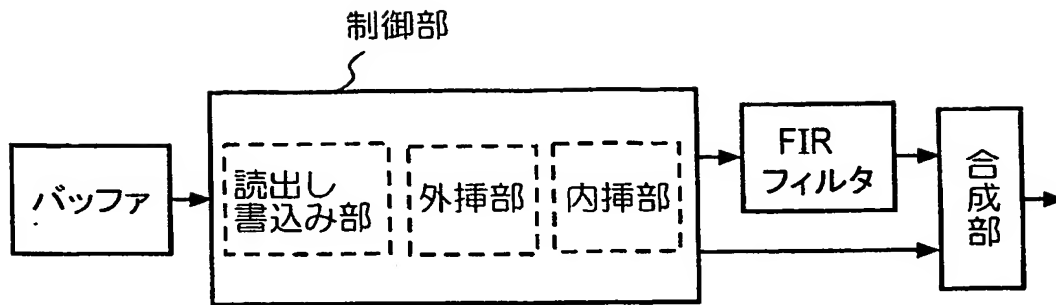 制御部
バッファ
読出し
書込み部
外挿部
内挿部
FIR
フィルタ
合成部